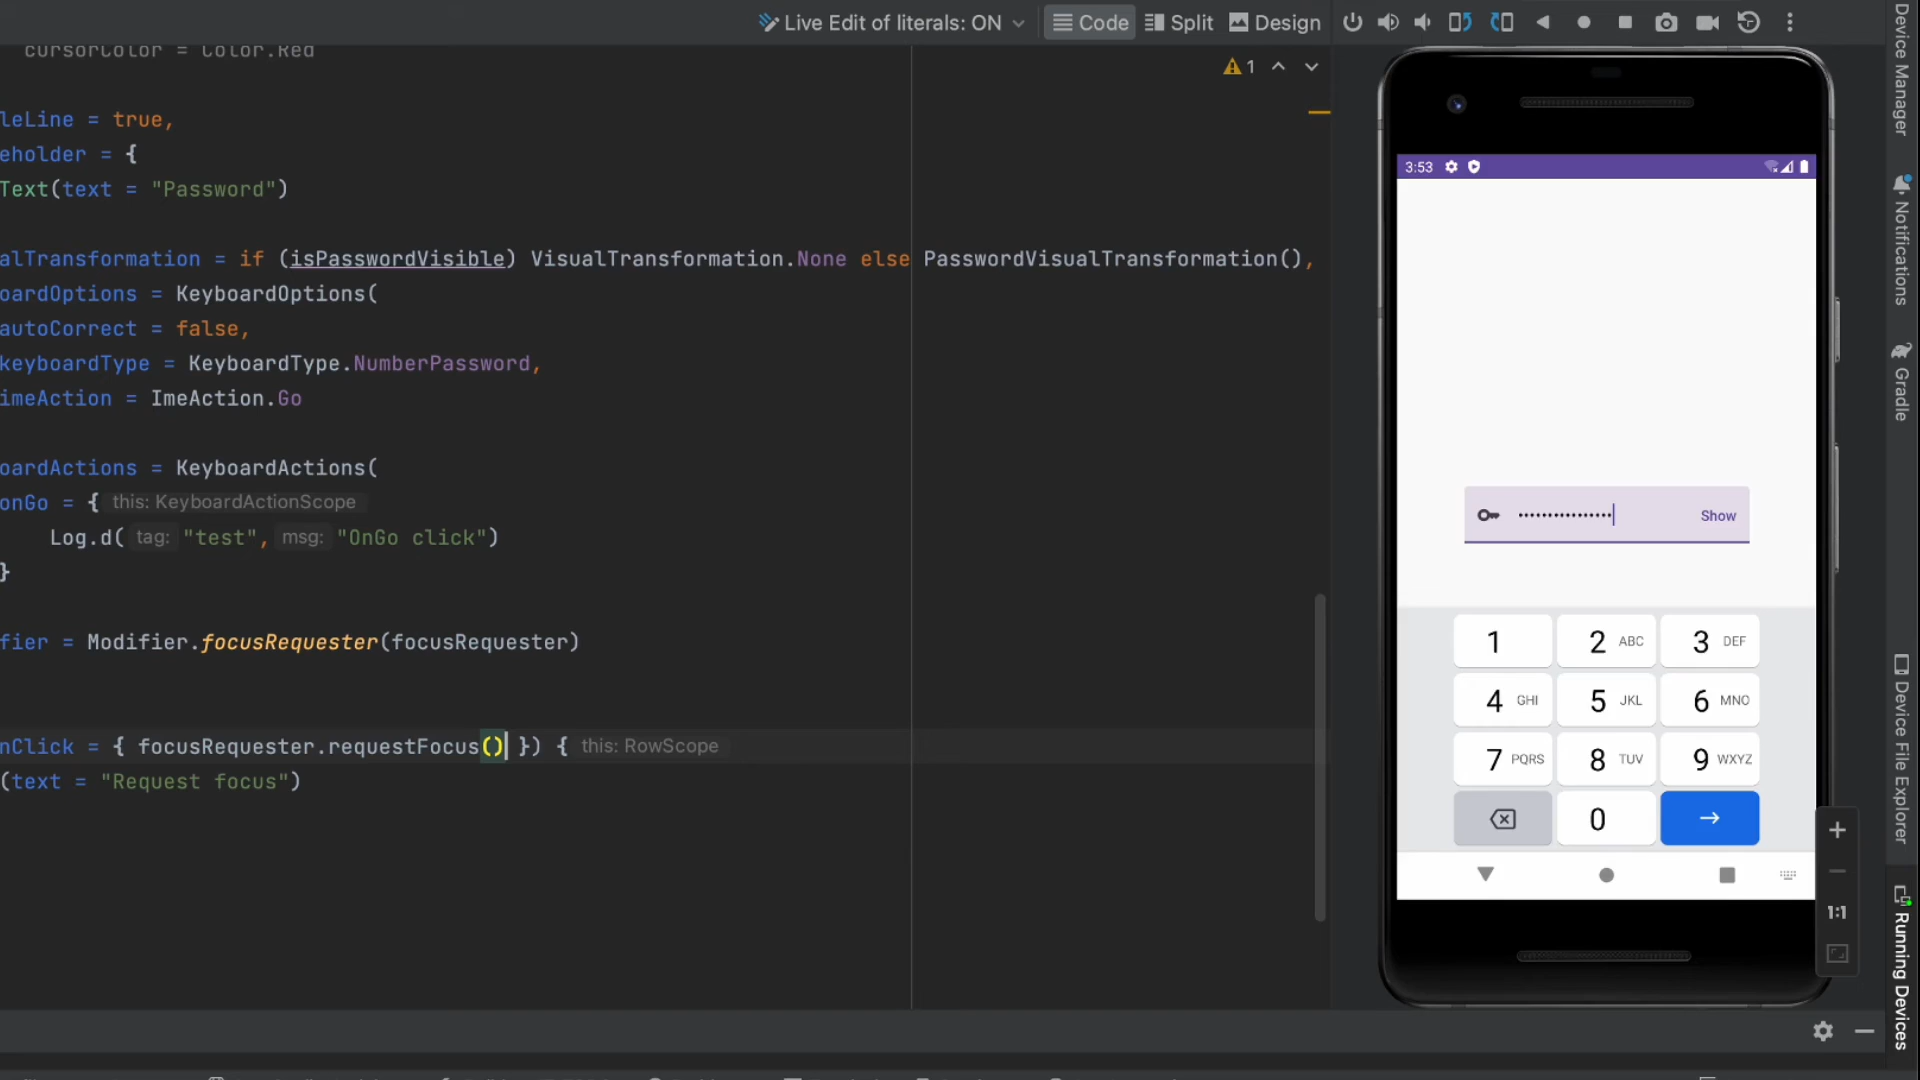 Live Edit of literals: ON
Code
Split
Design
cursorColor = Color.Red
1
leLine = true,
eholder = {
Text(text = "Password")
alTransformation = if (isPasswordVisible) VisualTransformation.None else PasswordVisualTransformation(),
oardOptions = KeyboardOptions(
autoCorrect = false,
keyboardType = KeyboardType.NumberPassword,
imeAction = ImeAction.Go
oardActions = KeyboardActions(
onGo = { this: KeyboardActionScope
Log.d( tag: "test", msg: "OnGo click")
}
fier = Modifier.focusRequester(focusRequester)
nClick = { focusRequester.requestFocus() }) { this: RowScope
(text = "Request focus")
3:53
Show
1
2 ABC
3 DEF
4 GHI
5 JKL
6 MNO
7 PQRS
8 TUV
9 WXYZ
0
1:1
Device Manager
Notifications
Gradle
Device File Explorer
Running Devices